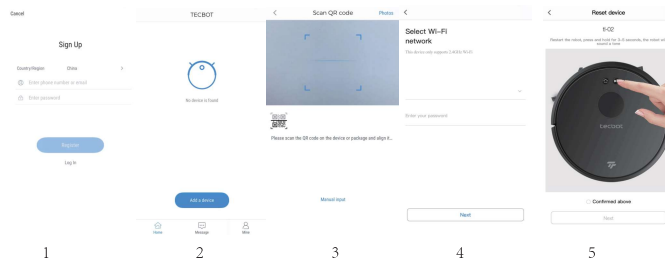 Cancel
Sign Up
Country/Region China
Enter phone number or email
Enter password
Register
Log in
1
TECBOT
No device is found
Add a device
Home Message Mine
2
Scan QR code Photos
Please scan the QR code on the device or package and align it...
Manual input
3
Select Wi-Fi
network
This device only supports 2.4GHz Wi-Fi
Enter your password
Next
4
Reset device
Restart the robot, press and hold for 3-5 seconds, the robot will
TECBOT
Confirmed above
Next
5